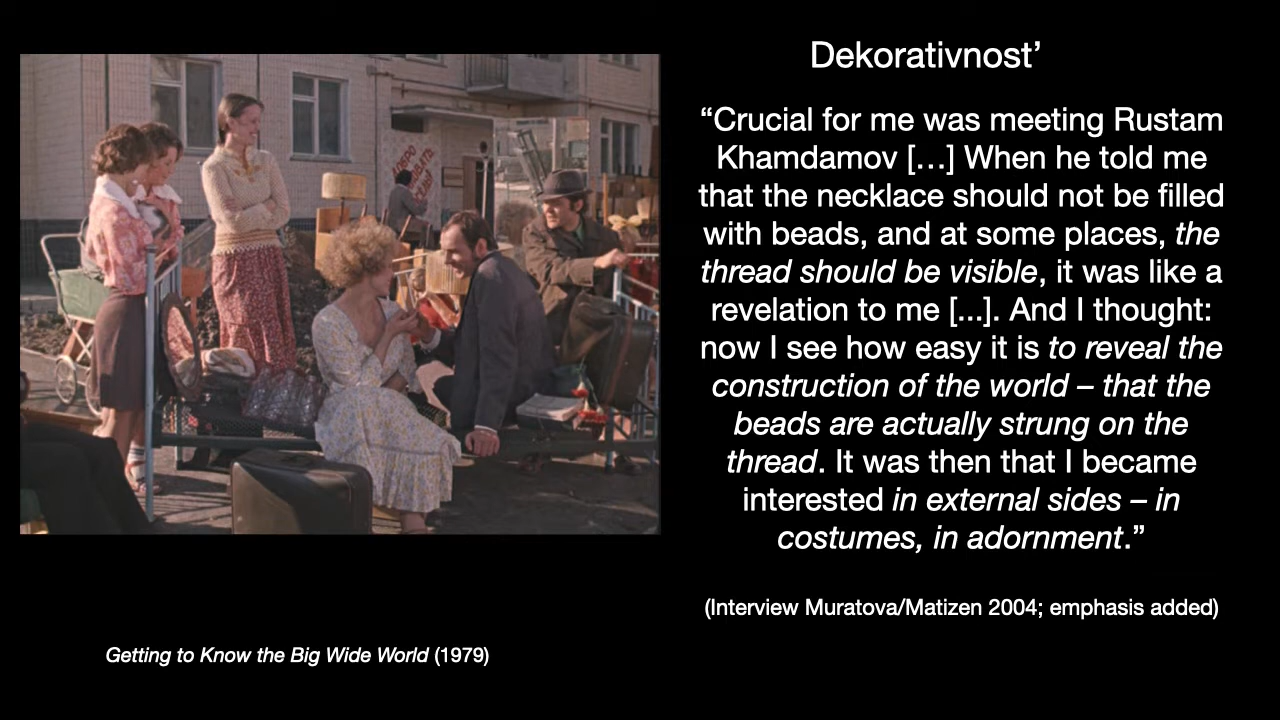 Dekorativnost’
“Crucial for me was meeting Rustam
Khamdamov […] When he told me
that the necklace should not be filled
with beads, and at some places, the
thread should be visible, it was like a
revelation to me [...]. And I thought:
now I see how easy it is to reveal the
construction of the world – that the
beads are actually strung on the
thread. It was then that I became
interested in external sides – in
costumes, in adornment.”
(Interview Muratova/Matizen 2004; emphasis added)
Getting to Know the Big Wide World (1979)